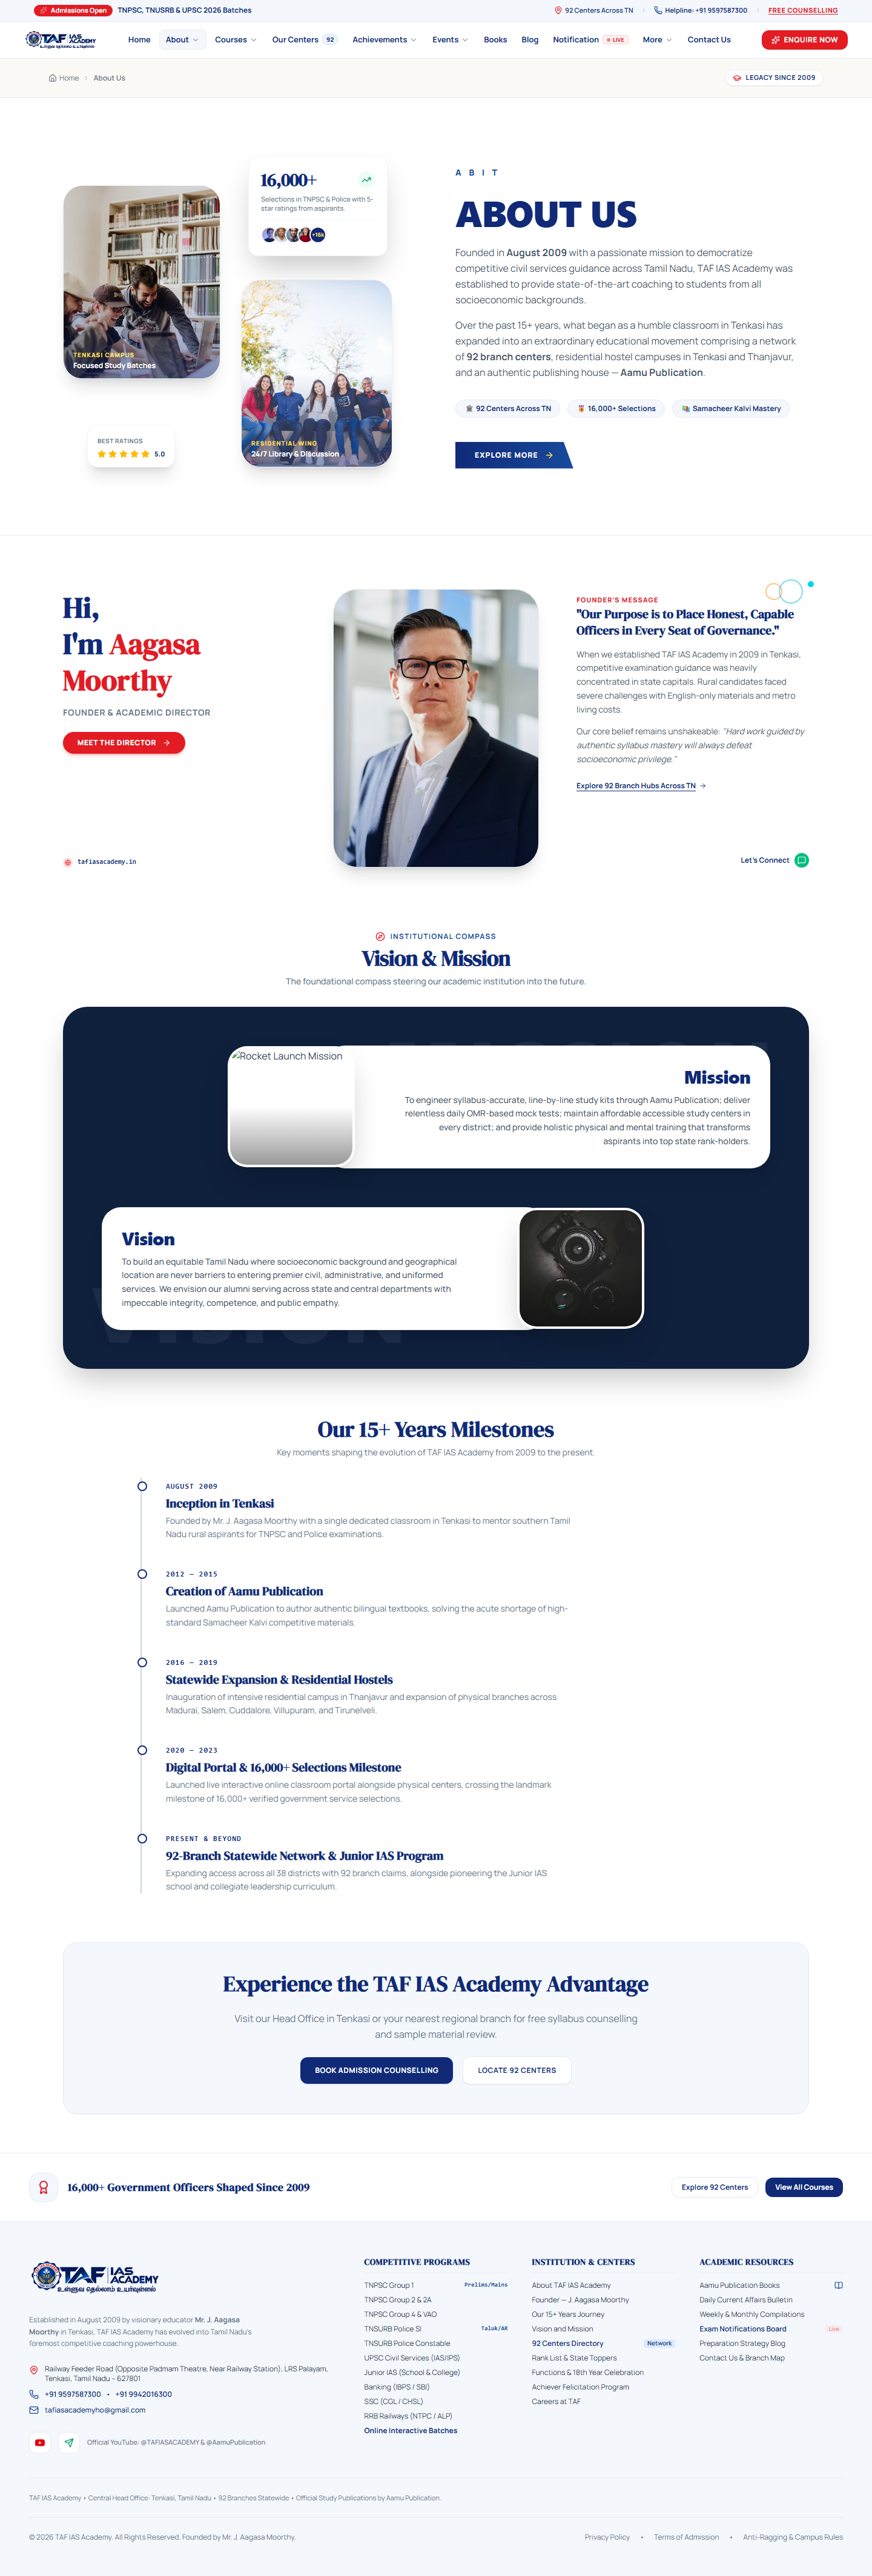 Admissions Open TNPSC, TNUSRB & UPSC 2026 Batches
92 Centers Across TN Helpline: +91 9597587300 FREE COUNSELLING
TAF IAS ACADEMY
Home About Courses Our Centers 92 Achievements Events Books Blog Notification LIVE More Contact Us ENQUIRE NOW
Home > About Us
LEGACY SINCE 2009
16,000+
Selections in TNPSC & Police with 5-
star ratings from aspirants.
+16k
TENKASI CAMPUS
Focused Study Batches
RESIDENTIAL WING
24/7 Library & Discussion
BEST RATINGS
5.0
A B I T
ABOUT US
Founded in August 2009 with a passionate mission to democratize
competitive civil services guidance across Tamil Nadu, TAF IAS Academy was
established to provide state-of-the-art coaching to students from all
socioeconomic backgrounds.
Over the past 15+ years, what began as a humble classroom in Tenkasi has
expanded into an extraordinary educational movement comprising a network
of 92 branch centers, residential hostel campuses in Tenkasi and Thanjavur,
and an authentic publishing house — Aamu Publication.
92 Centers Across TN
16,000+ Selections
Samacheer Kalvi Mastery
EXPLORE MORE →
Hi,
I'm Aagasa
Moorthy
FOUNDER & ACADEMIC DIRECTOR
MEET THE DIRECTOR →
tafiasacademy.in
FOUNDER'S MESSAGE
"Our Purpose is to Place Honest, Capable
Officers in Every Seat of Governance."
When we established TAF IAS Academy in 2009 in Tenkasi,
competitive examination guidance was heavily
concentrated in state capitals. Rural candidates faced
severe challenges with English-only materials and metro
living costs.
Our core belief remains unshakeable: "Hard work guided by
authentic syllabus mastery will always defeat
socioeconomic privilege."
Explore 92 Branch Hubs Across TN →
Let's Connect
INSTITUTIONAL COMPASS
Vision & Mission
The foundational compass steering our academic institution into the future.
Rocket Launch Mission
Mission
To engineer syllabus-accurate, line-by-line study kits through Aamu Publication; deliver
relentless daily OMR-based mock tests; maintain affordable accessible study centers in
every district; and provide holistic physical and mental training that transforms
aspirants into top state rank-holders.
Vision
To build an equitable Tamil Nadu where socioeconomic background and geographical
location are never barriers to entering premier civil, administrative, and uniformed
services. We envision our alumni serving across state and central departments with
impeccable integrity, competence, and public empathy.
VISION
Our 15+ Years Milestones
Key moments shaping the evolution of TAF IAS Academy from 2009 to the present.
AUGUST 2009
Inception in Tenkasi
Founded by Mr. J. Aagasa Moorthy with a single dedicated classroom in Tenkasi to mentor southern Tamil
Nadu rural aspirants for TNPSC and Police examinations.
2012 – 2015
Creation of Aamu Publication
Launched Aamu Publication to author authentic bilingual textbooks, solving the acute shortage of high-
standard Samacheer Kalvi competitive materials.
2016 – 2019
Statewide Expansion & Residential Hostels
Inauguration of intensive residential campus in Thanjavur and expansion of physical branches across
Madurai, Salem, Cuddalore, Villupuram, and Tirunelveli.
2020 – 2023
Digital Portal & 16,000+ Selections Milestone
Launched live interactive online classroom portal alongside physical centers, crossing the landmark
milestone of 16,000+ verified government service selections.
PRESENT & BEYOND
92-Branch Statewide Network & Junior IAS Program
Expanding access across all 38 districts with 92 branch claims, alongside pioneering the Junior IAS
school and collegiate leadership curriculum.
Experience the TAF IAS Academy Advantage
Visit our Head Office in Tenkasi or your nearest regional branch for free syllabus counselling
and sample material review.
BOOK ADMISSION COUNSELLING
LOCATE 92 CENTERS
16,000+ Government Officers Shaped Since 2009
Explore 92 Centers
View All Courses
TAF IAS ACADEMY
உள்ளுவ தெல்லாம் உயர்வுள்ளல்
Established in August 2009 by visionary educator Mr. J. Aagasa
Moorthy in Tenkasi, TAF IAS Academy has evolved into Tamil Nadu's
foremost competitive coaching powerhouse.
Railway Feeder Road (Opposite Padmam Theatre, Near Railway Station), LRS Palayam,
Tenkasi, Tamil Nadu – 627801
+91 9597587300 • +91 9942016300
tafiasacademyho@gmail.com
Official YouTube: @TAFIASACADEMY & @AamuPublication
COMPETITIVE PROGRAMS
TNPSC Group 1 Prelims/Mains
TNPSC Group 2 & 2A
TNPSC Group 4 & VAO
TNSURB Police SI Taluk/AR
TNSURB Police Constable
UPSC Civil Services (IAS/IPS)
Junior IAS (School & College)
Banking (IBPS / SBI)
SSC (CGL / CHSL)
RRB Railways (NTPC / ALP)
Online Interactive Batches
INSTITUTION & CENTERS
About TAF IAS Academy
Founder — J. Aagasa Moorthy
Our 15+ Years Journey
Vision and Mission
92 Centers Directory Network
Rank List & State Toppers
Functions & 18th Year Celebration
Achiever Felicitation Program
Careers at TAF
ACADEMIC RESOURCES
Aamu Publication Books
Daily Current Affairs Bulletin
Weekly & Monthly Compilations
Exam Notifications Board Live
Preparation Strategy Blog
Contact Us & Branch Map
TAF IAS Academy • Central Head Office: Tenkasi, Tamil Nadu • 92 Branches Statewide • Official Study Publications by Aamu Publication.
© 2026 TAF IAS Academy. All Rights Reserved. Founded by Mr. J. Aagasa Moorthy.
Privacy Policy • Terms of Admission • Anti-Ragging & Campus Rules